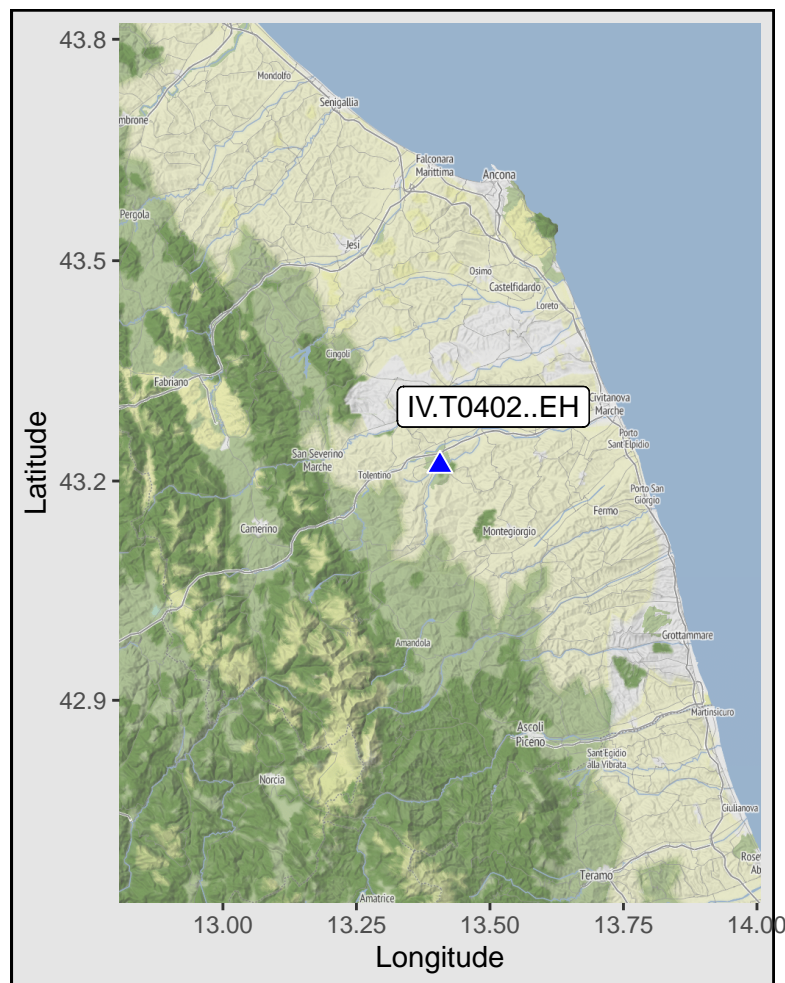 43.8
Mondolfo
Senigallia
mbrone
Falconara
Marittima
Ancona
Pergola
Jesi
43.5
Osimo
Castelfidardo
Loreto
Cingoli
Fabriano
IV.T0402..EH
Civitanova
Marche
Latitude
Porto
Sant'Elpidio
San Severino
Marche
Tolentino
43.2
Porto San
Giorgio
Fermo
Camerino
Montegiorgio
Amandola
Grottammare
42.9
Martinsicuro
Ascoli
Piceno
Sant'Egidio
alla Vibrata
Norcia
Giulianova
Rose
Ab
Teramo
Amatrice
13.00 13.25 13.50 13.75 14.00
Longitude